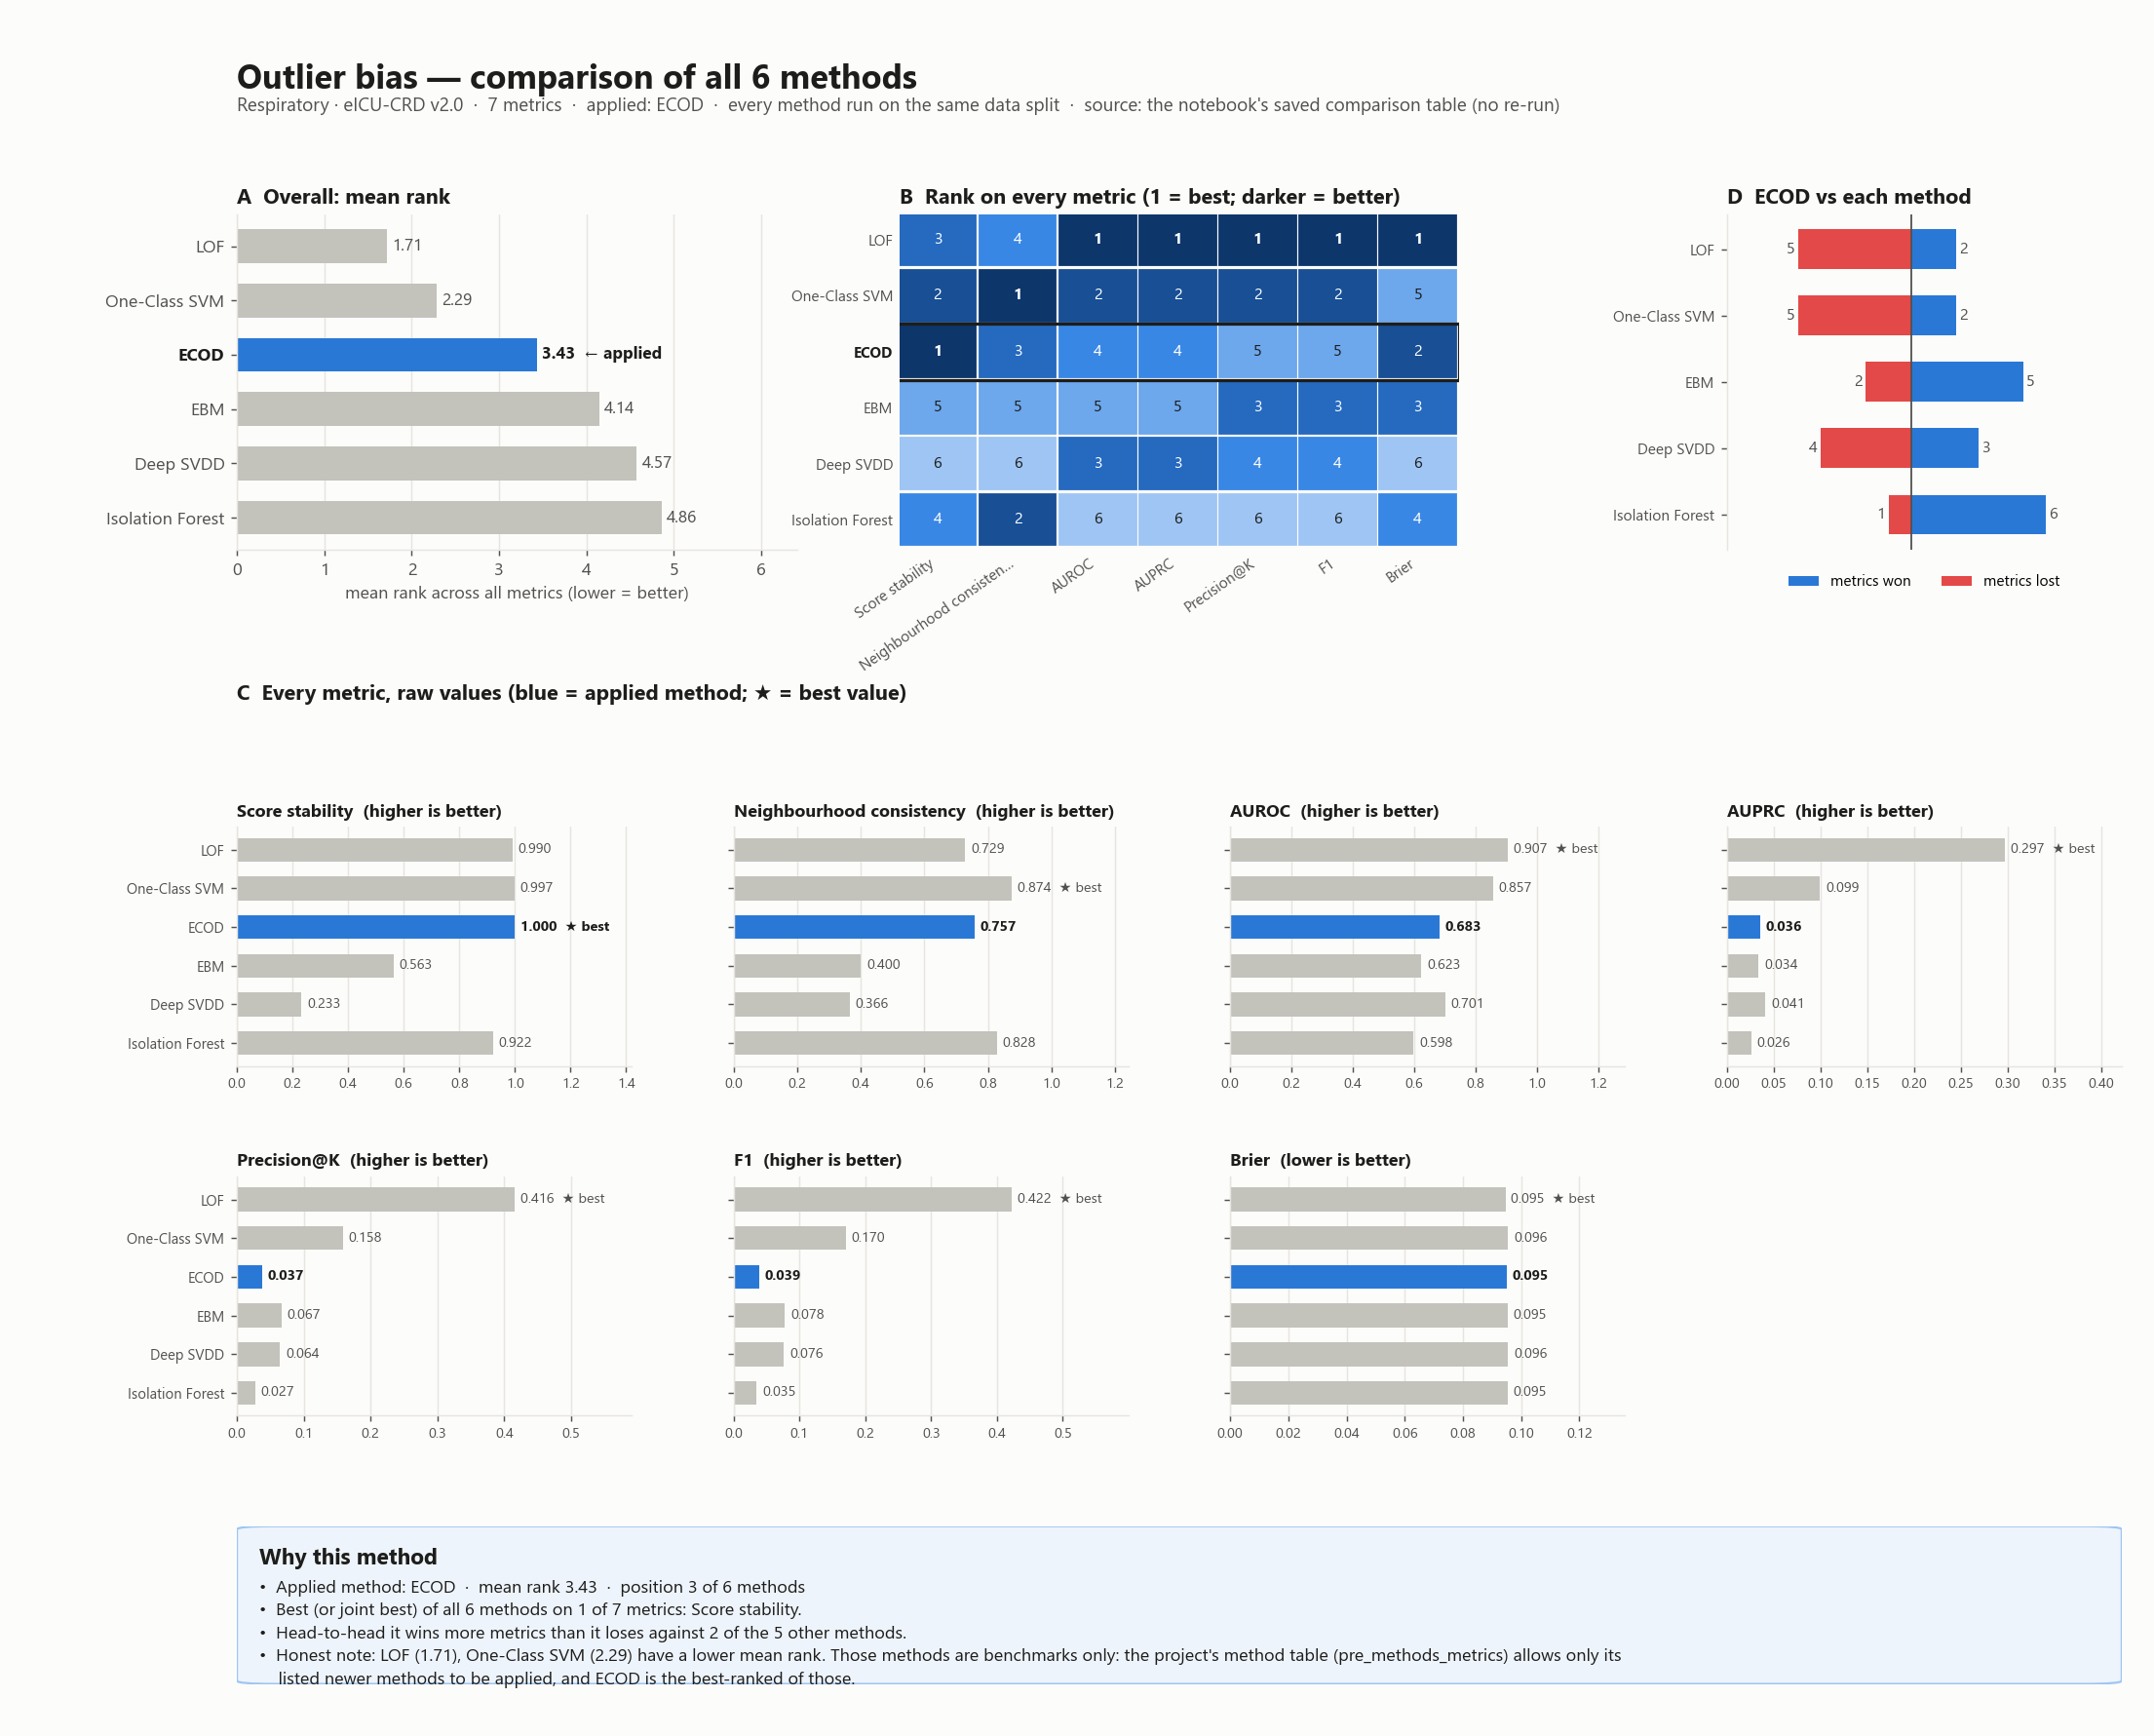 Outlier bias — comparison of all 6 methods
Respiratory · eICU-CRD v2.0 · 7 metrics · applied: ECOD · every method run on the same data split · source: the notebook's saved comparison table (no re-run)
A Overall: mean rank
LOF
1.71
One-Class SVM
2.29
ECOD
3.43 ← applied
EBM
4.14
Deep SVDD
4.57
Isolation Forest
4.86
0 1 2 3 4 5 6
mean rank across all metrics (lower = better)
B Rank on every metric (1 = best; darker = better)
LOF 3 4 1 1 1 1 1
One-Class SVM 2 1 2 2 2 2 5
ECOD 1 3 4 4 5 5 2
EBM 5 5 5 5 3 3 3
Deep SVDD 6 6 3 3 4 4 6
Isolation Forest 4 2 6 6 6 6 4
Score stability
Neighbourhood consisten...
AUROC
AUPRC
Precision@K
F1
Brier
D ECOD vs each method
LOF 5 2
One-Class SVM 5 2
EBM 2 5
Deep SVDD 4 3
Isolation Forest 1 6
metrics won metrics lost
C Every metric, raw values (blue = applied method; ★ = best value)
Score stability (higher is better)
LOF 0.990
One-Class SVM 0.997
ECOD 1.000 ★ best
EBM 0.563
Deep SVDD 0.233
Isolation Forest 0.922
0.0 0.2 0.4 0.6 0.8 1.0 1.2 1.4
Neighbourhood consistency (higher is better)
0.729
0.874 ★ best
0.757
0.400
0.366
0.828
0.0 0.2 0.4 0.6 0.8 1.0 1.2
AUROC (higher is better)
0.907 ★ best
0.857
0.683
0.623
0.701
0.598
0.0 0.2 0.4 0.6 0.8 1.0 1.2
AUPRC (higher is better)
0.297 ★ best
0.099
0.036
0.034
0.041
0.026
0.00 0.05 0.10 0.15 0.20 0.25 0.30 0.35 0.40
Precision@K (higher is better)
LOF 0.416 ★ best
One-Class SVM 0.158
ECOD 0.037
EBM 0.067
Deep SVDD 0.064
Isolation Forest 0.027
0.0 0.1 0.2 0.3 0.4 0.5
F1 (higher is better)
0.422 ★ best
0.170
0.039
0.078
0.076
0.035
0.0 0.1 0.2 0.3 0.4 0.5
Brier (lower is better)
0.095 ★ best
0.096
0.095
0.095
0.096
0.095
0.00 0.02 0.04 0.06 0.08 0.10 0.12
Why this method
• Applied method: ECOD · mean rank 3.43 · position 3 of 6 methods
• Best (or joint best) of all 6 methods on 1 of 7 metrics: Score stability.
• Head-to-head it wins more metrics than it loses against 2 of the 5 other methods.
• Honest note: LOF (1.71), One-Class SVM (2.29) have a lower mean rank. Those methods are benchmarks only: the project's method table (pre_methods_metrics) allows only its
listed newer methods to be applied, and ECOD is the best-ranked of those.